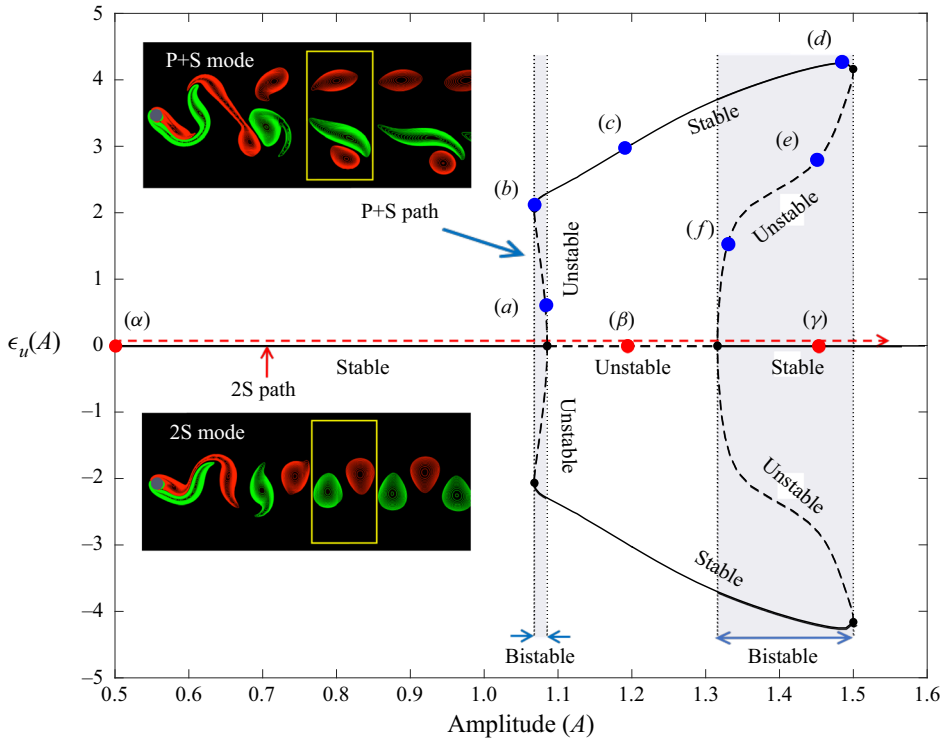 5
4
3
2
1
0
−1
−2
−3
−4
−5
ϵu(A)
P+S mode
(d)
(c)
Stable
(e)
(b)
P+S path
Unstable
Unstable
(f)
(a)
(α)
(β)
(γ)
Stable
2S path
Unstable
Stable
2S mode
Unstable
Unstable
Stable
Bistable
Bistable
0.5 0.6 0.7 0.8 0.9 1.0 1.1 1.2 1.3 1.4 1.5 1.6
Amplitude (A)